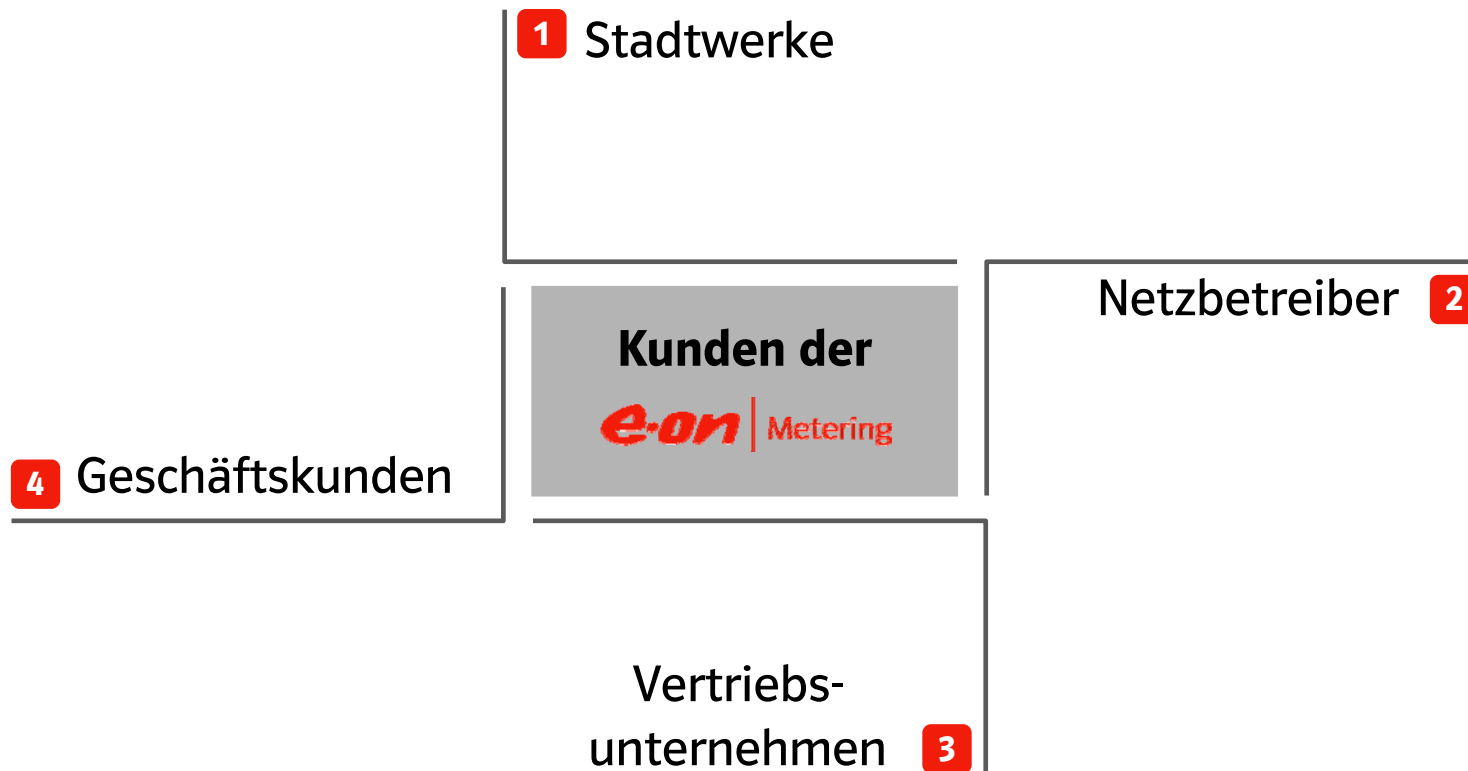 1 Stadtwerke
Netzbetreiber 2
Kunden der
e·on | Metering
4 Geschäftskunden
Vertriebs-
unternehmen 3